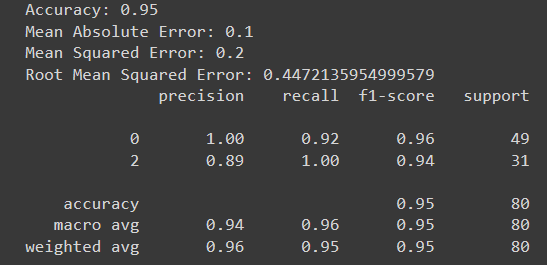 Accuracy: 0.95
Mean Absolute Error: 0.1
Mean Squared Error: 0.2
Root Mean Squared Error: 0.4472135954999579
precision recall f1-score support
0 1.00 0.92 0.96 49
2 0.89 1.00 0.94 31
accuracy 0.95 80
macro avg 0.94 0.96 0.95 80
weighted avg 0.96 0.95 0.95 80